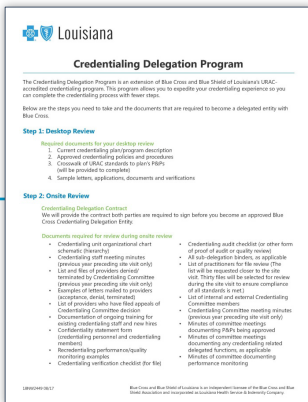 Louisiana
Credentialing Delegation Program
The Credentialing Delegation Program is an extension of Blue Cross and Blue Shield of Louisiana's URAC-
accredited credentialing program. This program allows you to expedite your credentialing experience so you
can complete the credentialing process with fewer steps.
Below are the steps you need to take and the documents that are required to become a delegated entity with
Blue Cross.
Step 1: Desktop Review
Required documents for your desktop review
1. Current credentialing plan/program description
2. Approved credentialing policies and procedures
3. Crosswalk of URAC standards to plan's P&Ps
(will be provided to complete)
4. Sample letters, applications, documents and verifications
Step 2: Onsite Review
Credentialing Delegation Contract
We will provide the contract both parties are required to sign before you become an approved Blue
Cross Credentialing Delegation Entity.
Documents required for review during onsite review
• Credentialing unit organizational chart
schematic (hierarchy)
• Credentialing staff meeting minutes
(previous year preceding site visit only)
• List and files of providers denied/
terminated by Credentialing Committee
(previous year preceding site visit only)
• Examples of letters mailed to providers
(acceptance, denial, terminated)
• List of providers who have filed appeals of
Credentialing Committee decision
• Documentation of ongoing training for
existing credentialing staff and new hires
• Confidentiality statement form
(credentialing personnel and credentialing
members)
• Recredentialing performance/quality
monitoring examples
• Credentialing verification checklist (for file)
• Credentialing audit checklist (or other form
of proof of audit or quality review)
• All sub-delegation binders, as applicable
• List of practitioners for file review (The
list will be requested closer to the site
visit. Thirty files will be selected for review
during the site visit to ensure compliance
of all standards is met.)
• List of internal and external Credentialing
Committee members
• Credentialing Committee meeting minutes
(previous year preceding site visit only)
• Minutes of committee meetings
documenting P&Ps being approved
• Minutes of committee meetings
documenting any credentialing related
delegated functions, as applicable
• Minutes of committee documenting
performance monitoring
Blue Cross and Blue Shield of Louisiana is an independent licensee of the Blue Cross and Blue
Shield Association and incorporated as Louisiana Health Service & Indemnity Company.